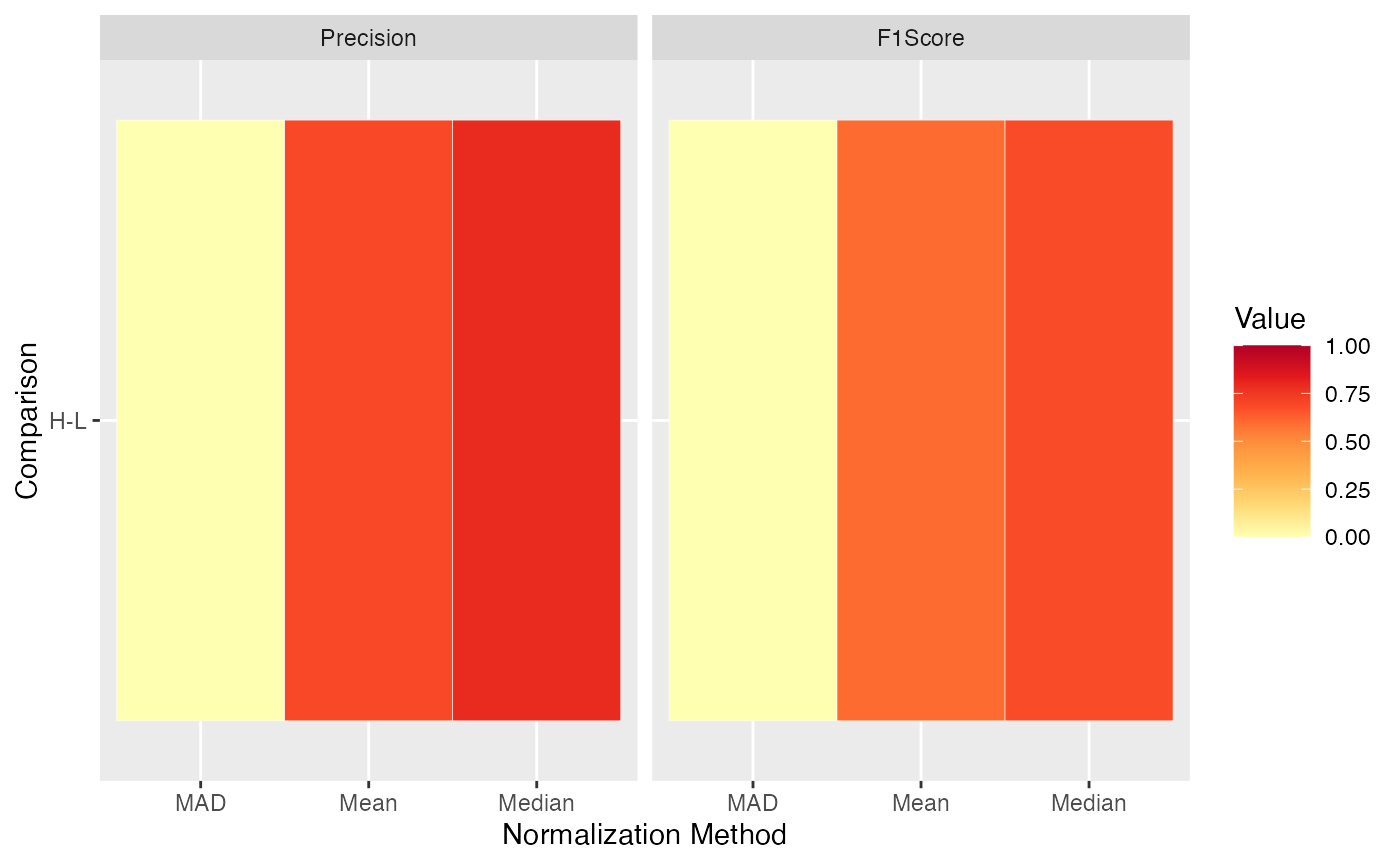 Precision
F1Score
Comparison
H-L
MAD
Mean
Median
MAD
Mean
Median
Normalization Method
Value
1.00
0.75
0.50
0.25
0.00